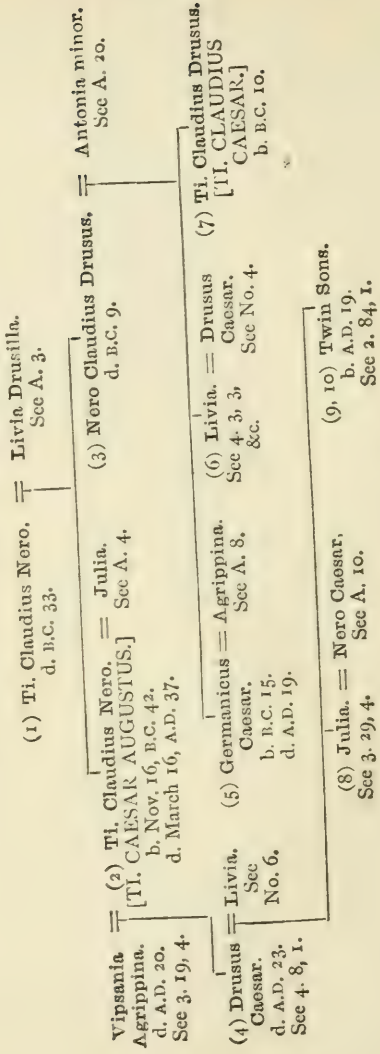 (1) Ti. Claudius Nero. = Livia Drusilla.
d. B.C. 33. See A. 3.
Vipsania Agrippina.
d. A.D. 20.
See 3. 19, 4.
= (2) Ti. Claudius Nero. = Julia.
[TI. CAESAR AUGUSTUS.] See A. 4.
b. Nov. 16, B.C. 42.
d. March 16, A.D. 37.
(3) Nero Claudius Drusus. = Antonia minor.
d. B.C. 9. See A. 20.
(4) Drusus = Livia.
Caesar. See
d. A.D. 23. No. 6.
See 4. 8, 1.
(5) Germanicus = Agrippina.
Caesar. See A. 8.
b. B.C. 15.
d. A.D. 19.
(6) Livia. = Drusus
See 4. 3, 3, Caesar.
&c. See No. 4.
(7) Ti. Claudius Drusus.
[TI. CLAUDIUS
CAESAR.]
b. B.C. 10.
(8) Julia. = Nero Caesar.
See 3. 29, 4. See A. 10.
(9, 10) Twin Sons.
b. A.D. 19.
See 2. 84, 1.